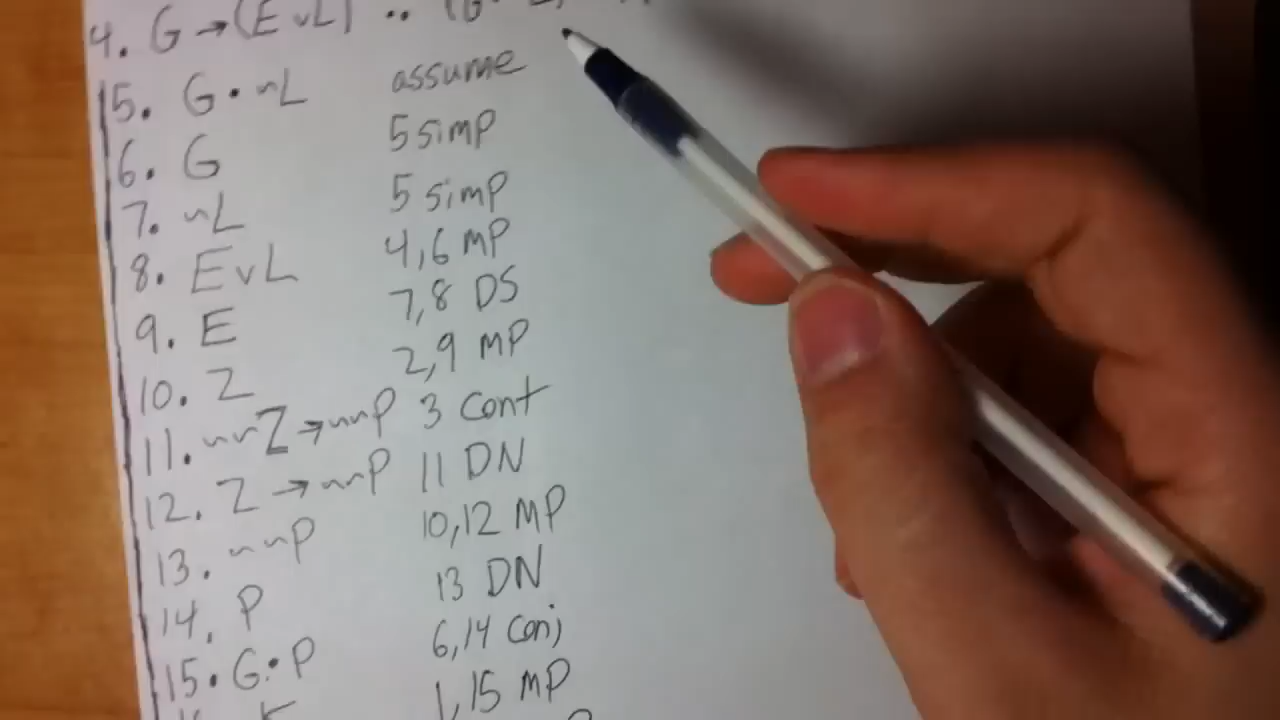 4. G → (E v L) ∴ (G
5. G • ~L assume
6. G 5 simp
7. ~L 5 simp
8. E v L 4,6 MP
9. E 7,8 DS
10. Z 2,9 MP
11. ~~Z → ~~P 3 Cont
12. Z → ~~P 11 DN
13. ~~P 10,12 MP
14. P 13 DN
15. G • P 6,14 Conj
1,15 MP